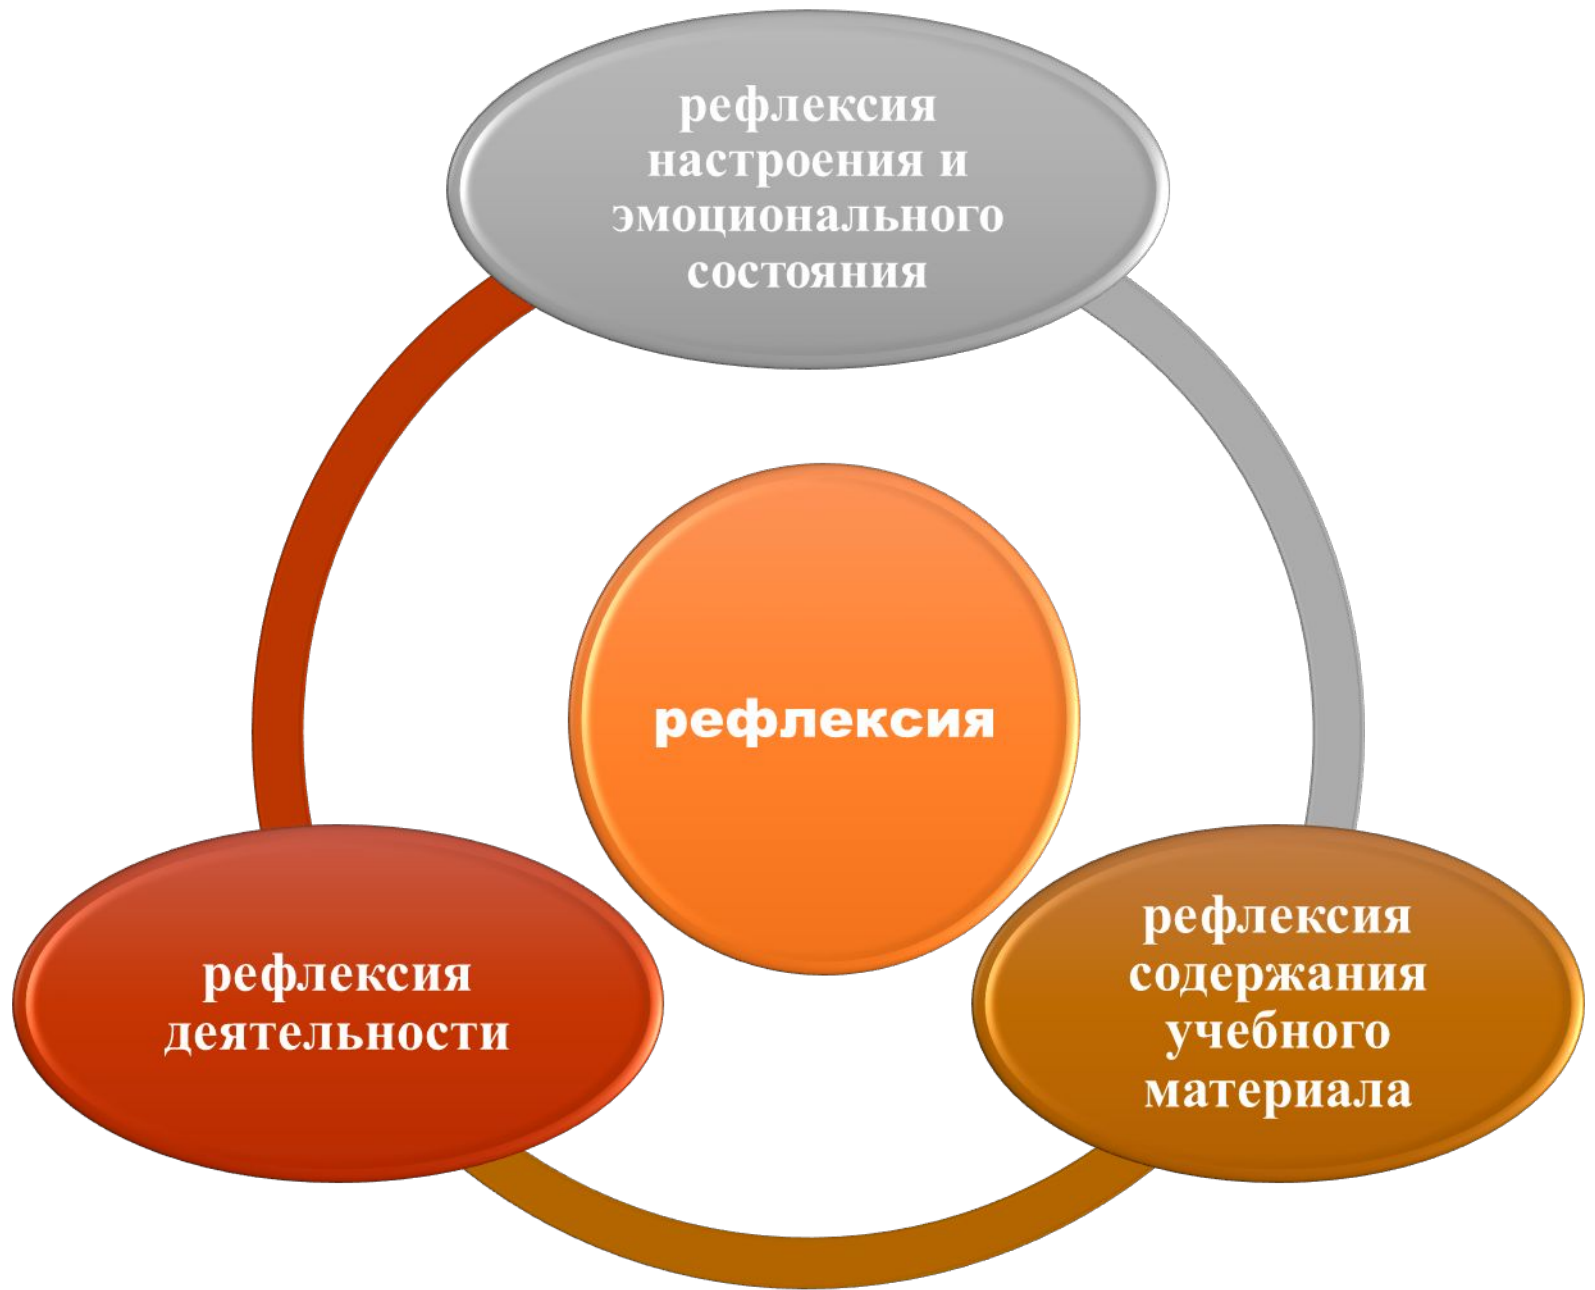 рефлексия
настроения и
эмоционального
состояния
рефлексия
рефлексия
деятельности
рефлексия
содержания
учебного
материала